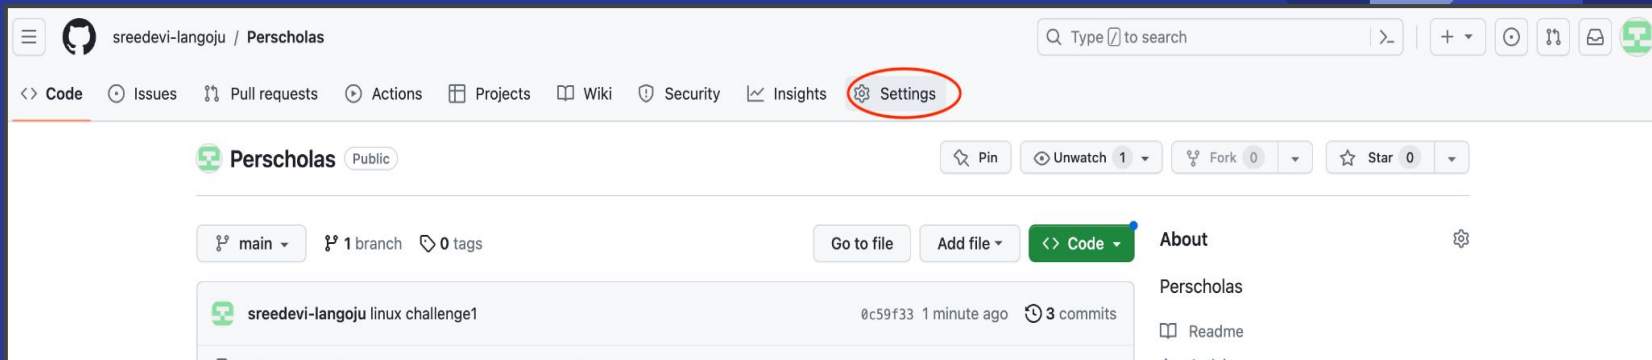 sreedevi-langoju / Perscholas
Type / to search
Code Issues Pull requests Actions Projects Wiki Security Insights Settings
Perscholas Public
Pin Unwatch 1 Fork 0 Star 0
main 1 branch 0 tags
Go to file Add file <> Code
About
Perscholas
sreedevi-langoju linux challenge1 0c59f33 1 minute ago 3 commits
Readme